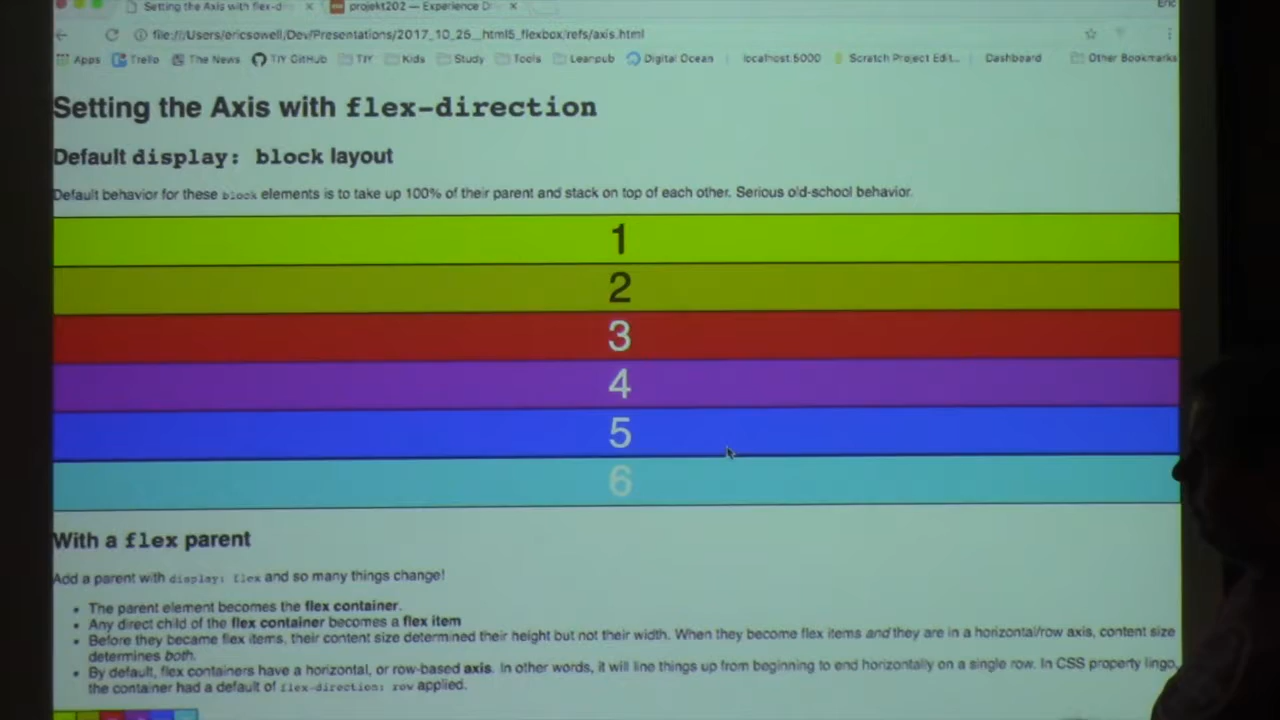 Setting the Axis with flex-d
projekt202 — Experience D
Eric
file:///Users/ericsowell/Dev/Presentations/2017_10_25__html5_flexbox/refs/axis.html
Apps Trello The News TIY GitHub TIY Kids Study Tools Leanpub Digital Ocean localhost:5000 Scratch Project Edit... Dashboard Other Bookmarks
Setting the Axis with flex-direction
Default display: block layout
Default behavior for these block elements is to take up 100% of their parent and stack on top of each other. Serious old-school behavior.
1
2
3
4
5
6
With a flex parent
Add a parent with display: flex and so many things change!
• The parent element becomes the flex container.
• Any direct child of the flex container becomes a flex item
• Before they became flex items, their content size determined their height but not their width. When they become flex items and they are in a horizontal/row axis, content size
determines both.
• By default, flex containers have a horizontal, or row-based axis. In other words, it will line things up from beginning to end horizontally on a single row. In CSS property lingo,
the container had a default of flex-direction: row applied.